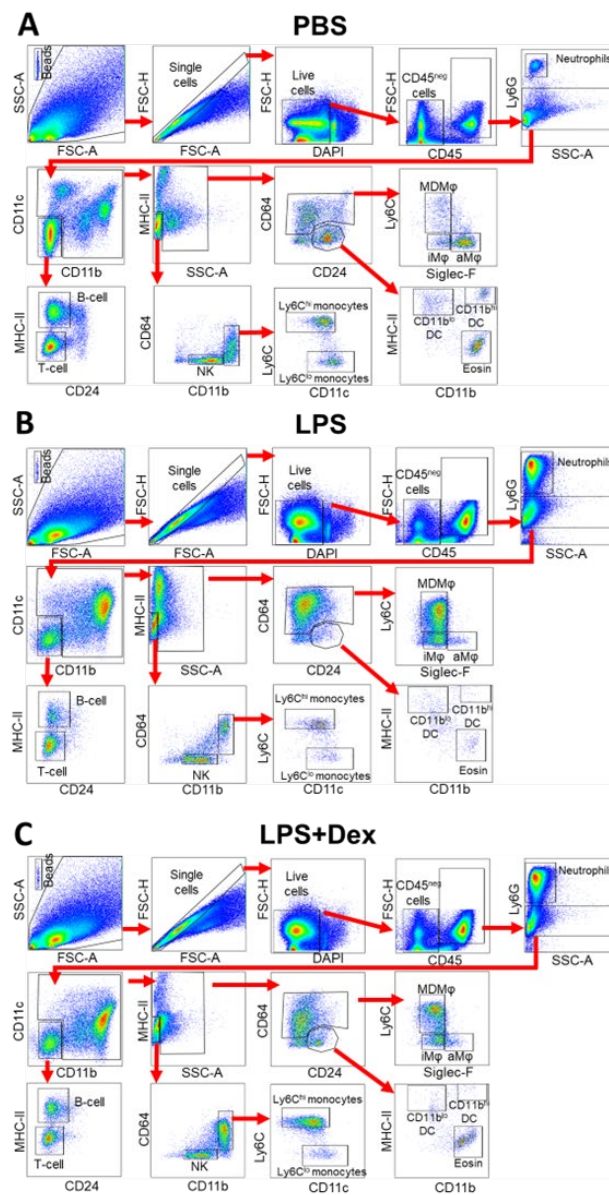 A PBS
Beads
SSC-A
FSC-A
Single cells
FSC-H
FSC-A
Live cells
FSC-H
DAPI
CD45neg cells
FSC-H
CD45
Neutrophils
Ly6G
SSC-A
CD11c
CD11b
MHC-II
SSC-A
CD64
CD24
Ly6C
MDMφ
iMφ aMφ
Siglec-F
B-cell
MHC-II
T-cell
CD24
CD64
NK
CD11b
Ly6Chi monocytes
Ly6C
Ly6Clo monocytes
CD11c
MHC-II
CD11blo DC
CD11bhi DC
Eosin
CD11b
B LPS
Beads
SSC-A
FSC-A
Single cells
FSC-H
FSC-A
Live cells
FSC-H
DAPI
CD45neg cells
FSC-H
CD45
Neutrophils
Ly6G
SSC-A
CD11c
CD11b
MHC-II
SSC-A
CD64
CD24
Ly6C
MDMφ
iMφ aMφ
Siglec-F
B-cell
MHC-II
T-cell
CD24
CD64
NK
CD11b
Ly6Chi monocytes
Ly6C
Ly6Clo monocytes
CD11c
MHC-II
CD11blo DC
CD11bhi DC
Eosin
CD11b
C LPS+Dex
Beads
SSC-A
FSC-A
Single cells
FSC-H
FSC-A
Live cells
FSC-H
DAPI
CD45neg cells
FSC-H
CD45
Neutrophils
Ly6G
SSC-A
CD11c
CD11b
MHC-II
SSC-A
CD64
CD24
Ly6C
MDMφ
iMφ aMφ
Siglec-F
B-cell
MHC-II
T-cell
CD24
CD64
NK
CD11b
Ly6Chi monocytes
Ly6C
Ly6Clo monocytes
CD11c
MHC-II
CD11blo DC
CD11bhi DC
Eosin
CD11b